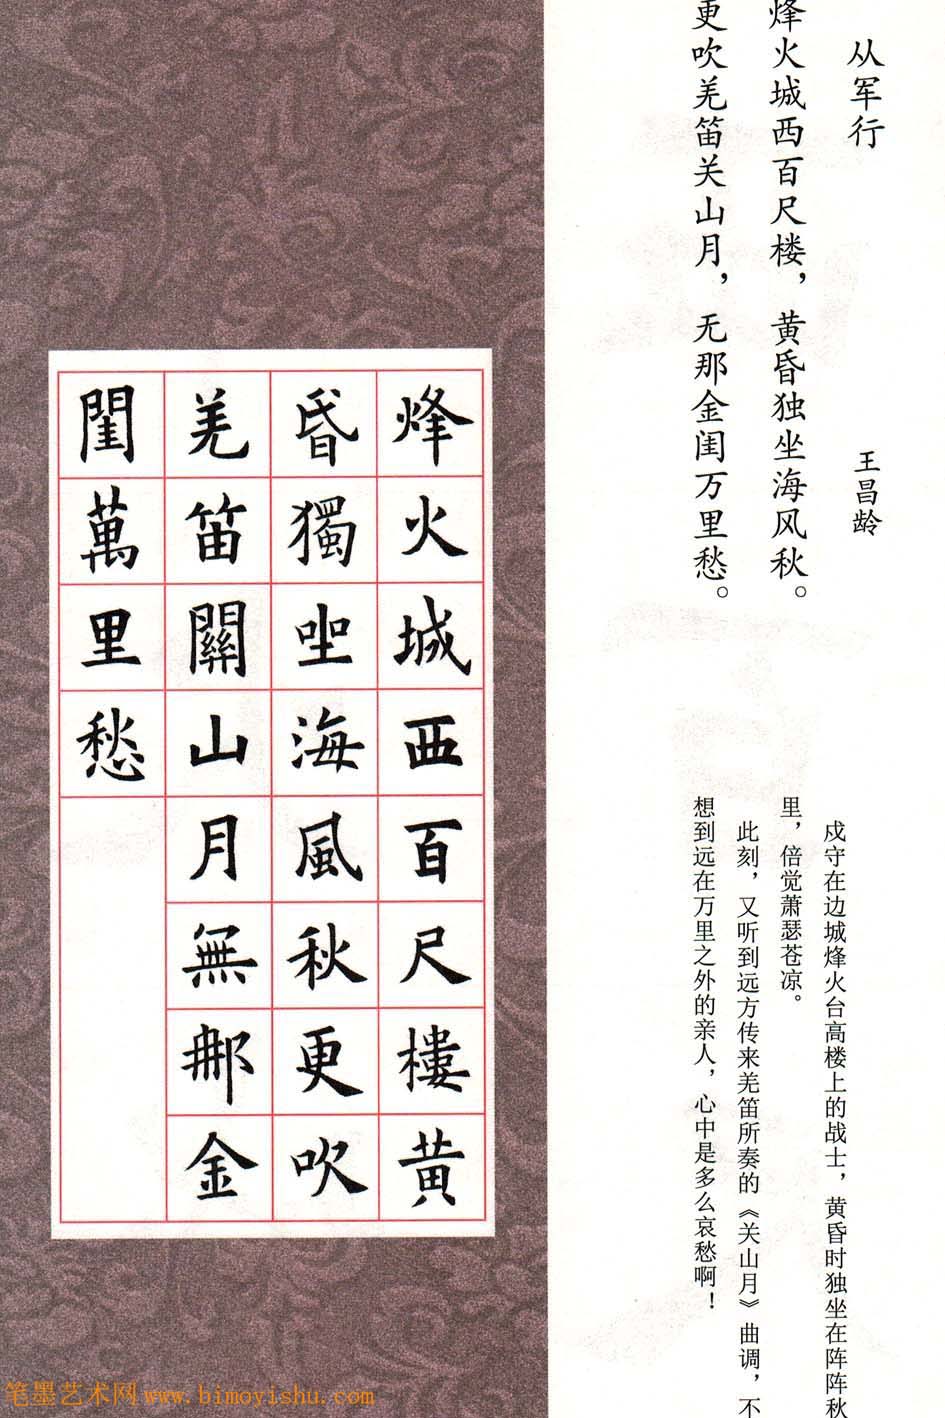 从军行
王昌龄
烽火城西百尺楼，黄昏独坐海风秋。
更吹羌笛关山月，无那金闺万里愁。
戍守在边城烽火台高楼上的战士，黄昏时独坐在阵阵秋
里，倍觉萧瑟苍凉。
此刻，又听到远方传来羌笛所奏的《关山月》曲调，不
想到远在万里之外的亲人，心中是多么哀愁啊！
烽火城西百尺樓黄
昏獨坐海風秋更吹
羌笛關山月無那金
閨萬里愁
笔墨艺术网 www.bimoyishu.com